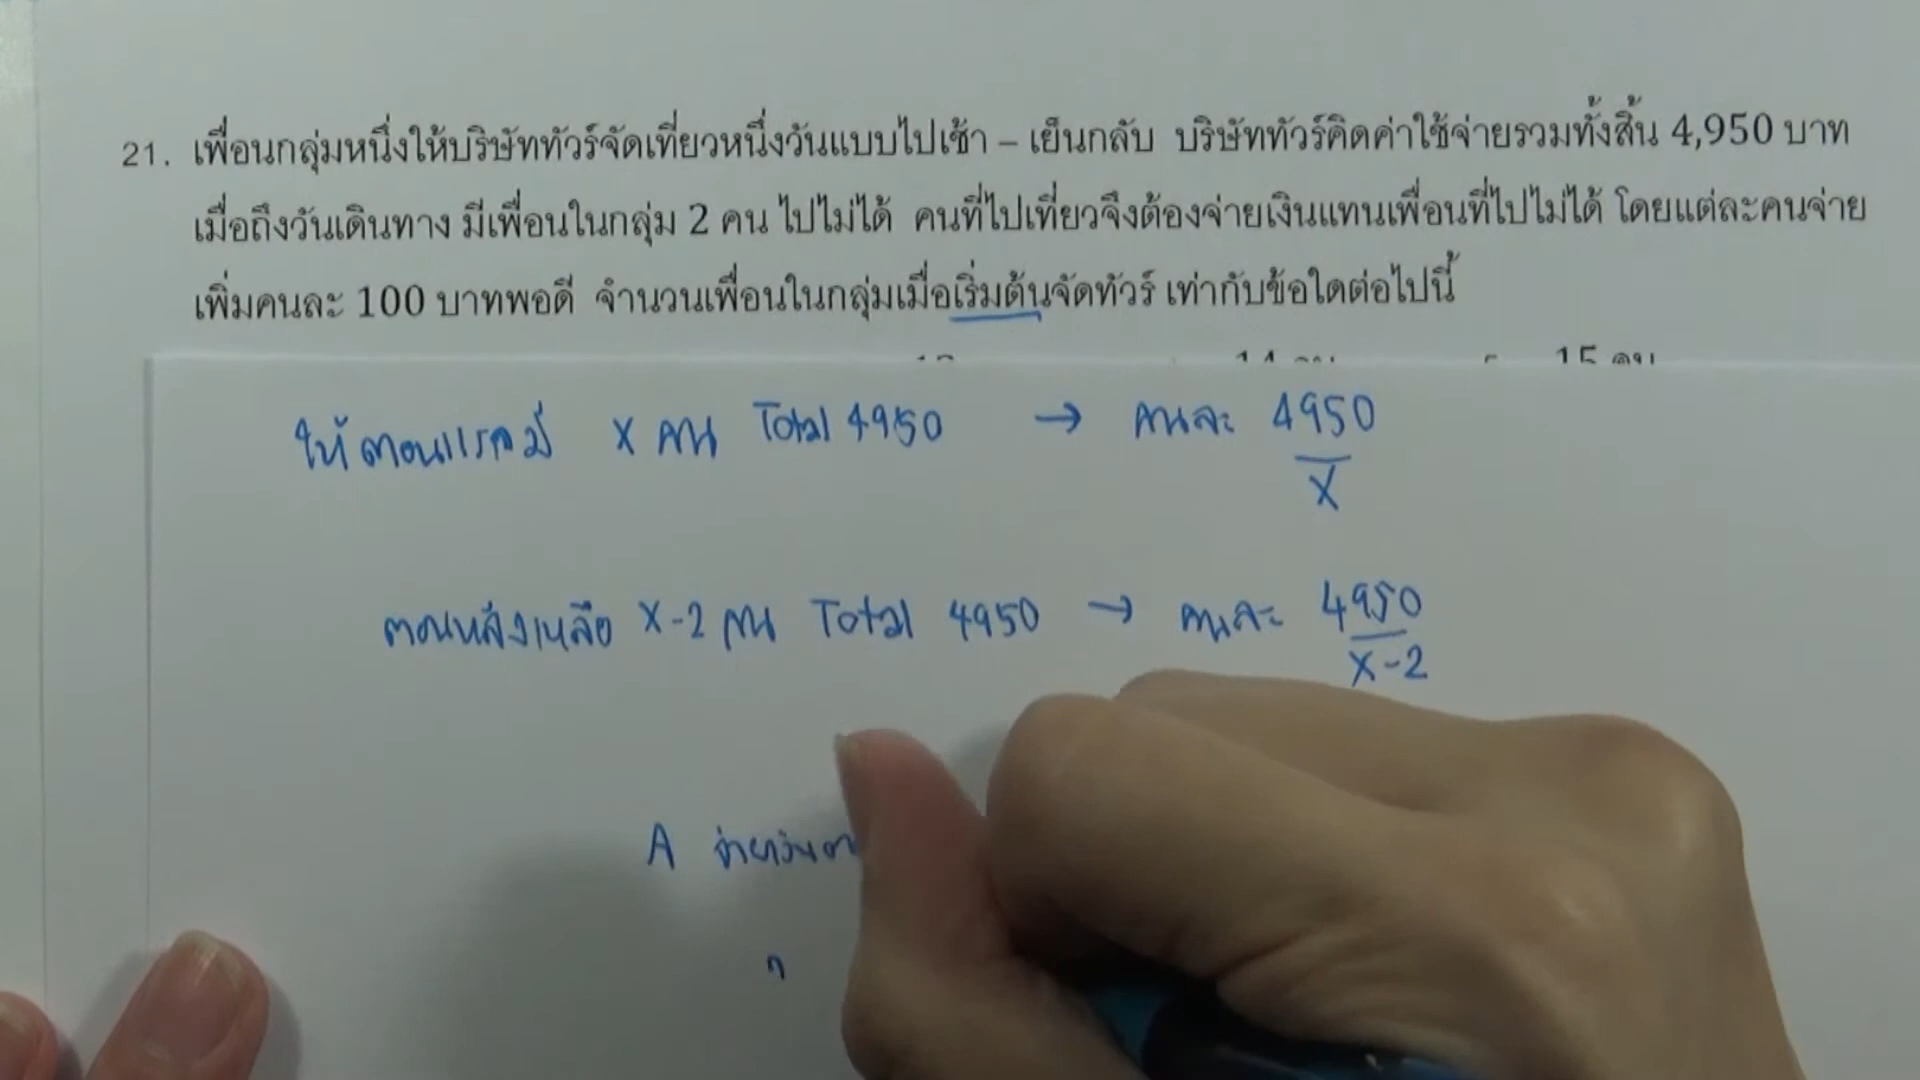 21. เพื่อนกลุ่มหนึ่งให้บริษัททัวร์จัดเที่ยวหนึ่งวันแบบไปเช้า – เย็นกลับ บริษัททัวร์คิดค่าใช้จ่ายรวมทั้งสิ้น 4,950 บาท
เมื่อถึงวันเดินทาง มีเพื่อนในกลุ่ม 2 คน ไปไม่ได้ คนที่ไปเที่ยวจึงต้องจ่ายเงินแทนเพื่อนที่ไปไม่ได้ โดยแต่ละคนจ่าย
เพิ่มคนละ 100 บาทพอดี จำนวนเพื่อนในกลุ่มเมื่อเริ่มต้นจัดทัวร์ เท่ากับข้อใดต่อไปนี้
ให้ตอนแรกมี x คน Total 4950 → คนละ 4950
x
ตอนหลังเหลือ x-2 คน Total 4950 → คนละ 4950
x-2
A